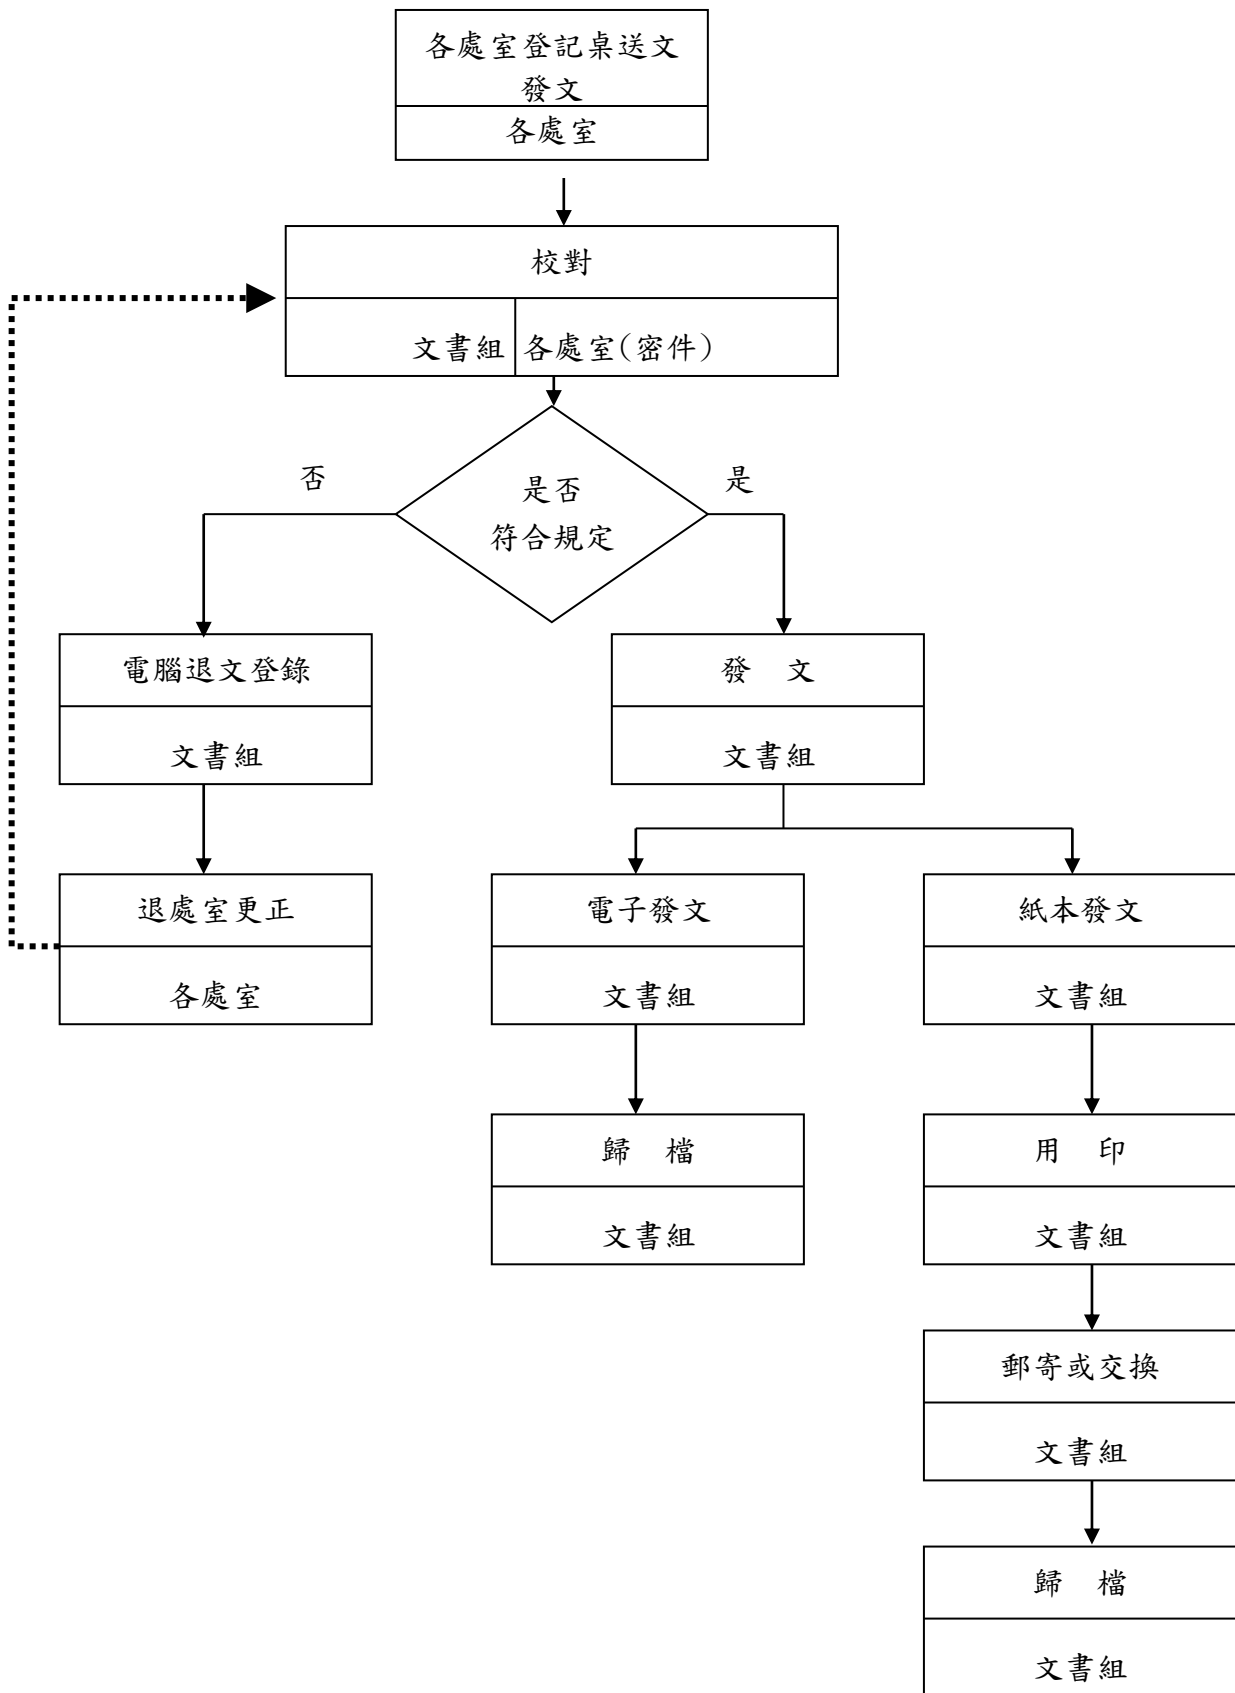 各處室登記桌送文
發文
各處室
校對
文書組
各處室(密件)
否
是
是否
符合規定
電腦退文登錄
文書組
發　文
文書組
退處室更正
各處室
電子發文
文書組
紙本發文
文書組
歸　檔
文書組
用　印
文書組
郵寄或交換
文書組
歸　檔
文書組